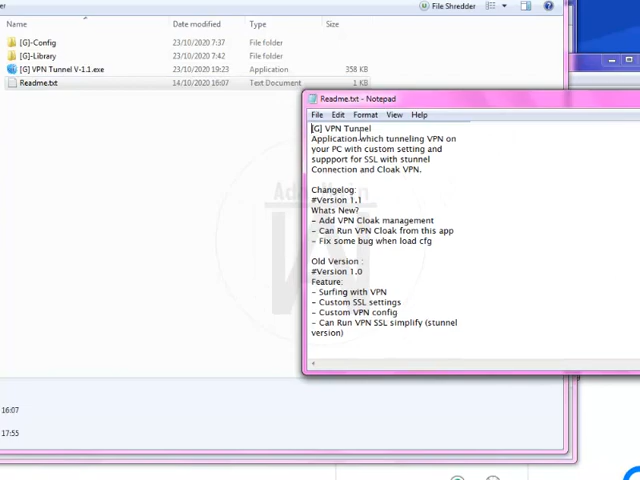 er
File Shredder
Name Date modified Type Size
[G]-Config 23/10/2020 7:37 File folder
[G]-Library 23/10/2020 7:42 File folder
[G] VPN Tunnel V-1.1.exe 23/10/2020 19:23 Application 358 KB
Readme.txt 14/10/2020 16:07 Text Document 1 KB
Readme.txt - Notepad
File Edit Format View Help
[G] VPN Tunnel
Application which tunneling VPN on
your PC with custom setting and
suppport for SSL with stunnel
Connection and Cloak VPN.
Changelog:
#Version 1.1
Whats New?
- Add VPN Cloak management
- Can Run VPN Cloak from this app
- Fix some bug when load cfg
Old Version :
#Version 1.0
Feature:
- Surfing with VPN
- Custom SSL settings
- Custom VPN config
- Can Run VPN SSL simplify (stunnel
version)
16:07
17:55